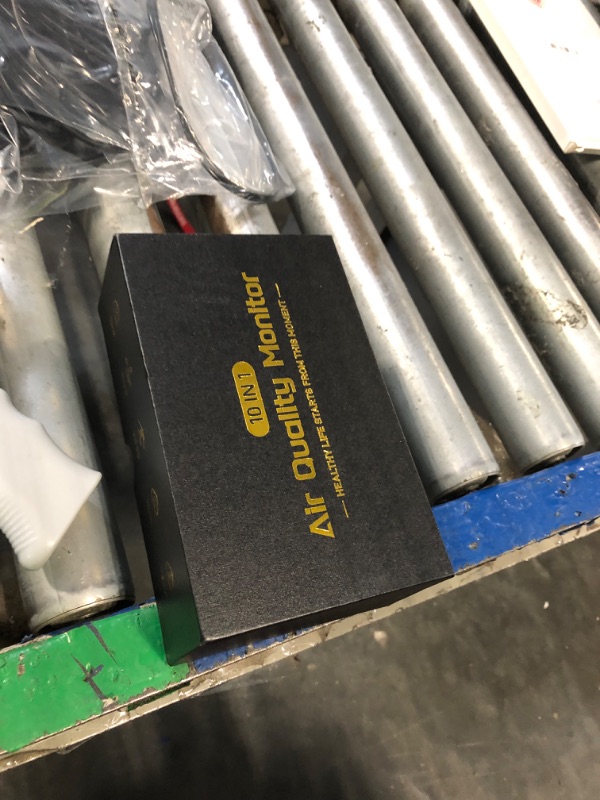 10 IN 1
Air Quality Monitor
HEALTHY LIFE STARTS FROM THIS MOMENT